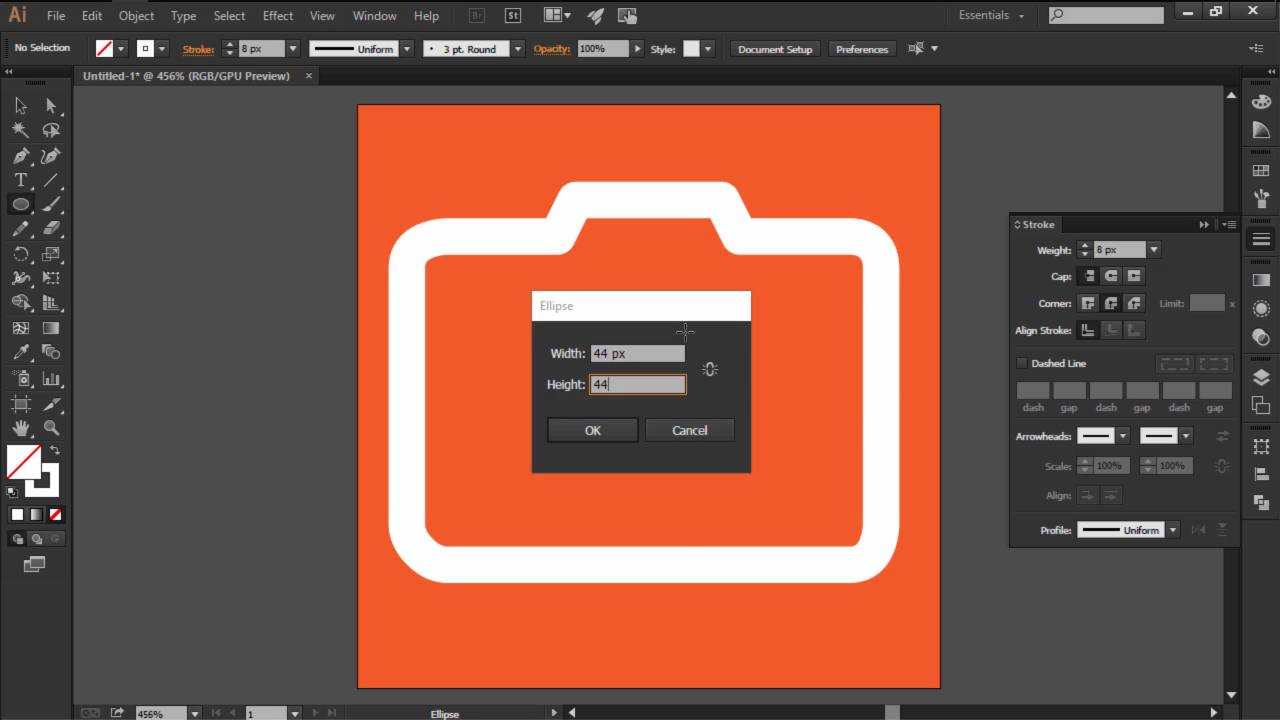 Ai File Edit Object Type Select Effect View Window Help Br St Essentials
No Selection Stroke: 8 px Uniform 3 pt. Round Opacity: 100% Style: Document Setup Preferences
Untitled-1* @ 456% (RGB/GPU Preview) ×
Stroke
Weight: 8 px
Cap:
Corner: Limit: x
Align Stroke:
Dashed Line
dash gap dash gap dash gap
Arrowheads:
Scale: 100% 100%
Align:
Profile: Uniform
Ellipse
Width: 44 px
Height: 44
OK Cancel
T
456% 1 Ellipse